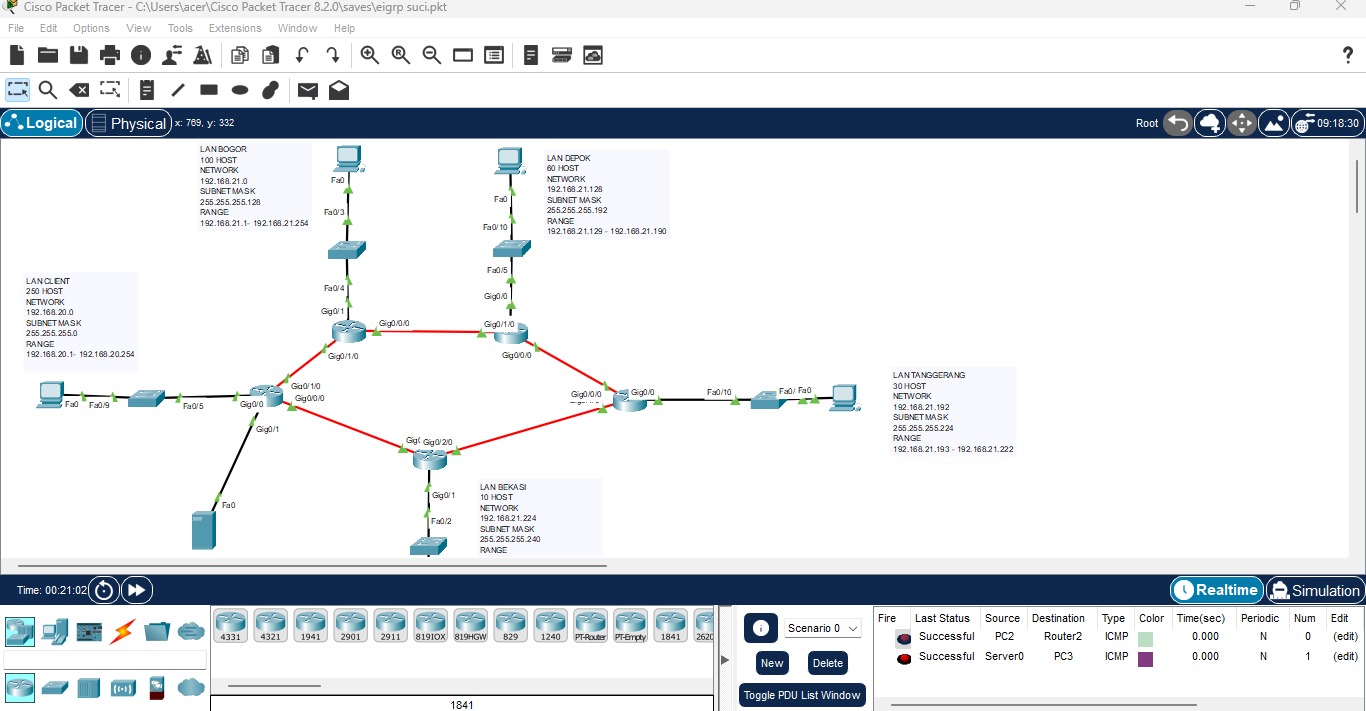 Cisco Packet Tracer - C:\Users\acer\Cisco Packet Tracer 8.2.0\saves\eigrp suci.pkt
File Edit Options View Tools Extensions Window Help
Logical Physical x: 769, y: 332 Root 09:18:30
LAN BOGOR
100 HOST
NETWORK
192.168.21.0
SUBNET MASK
255.255.255.128
RANGE
192.168.21.1- 192.168.21.254
Fa0
Fa0/3
Fa0/4
Gig0/1
LAN DEPOK
60 HOST
NETWORK
192.168.21.128
SUBNET MASK
255.255.255.192
RANGE
192.168.21.129 - 192.168.21.190
Fa0
Fa0/10
Fa0/5
Gig0/0
LAN CLIENT
250 HOST
NETWORK
192.168.20.0
SUBNET MASK
255.255.255.0
RANGE
192.168.20.1- 192.168.20.254
Gig0/0/0
Gig0/1/0
Gig0/1/0
Gig0/0/0
Fa0 Fa0/9 Fa0/5 Gig0/0
Gig0/1/0
Gig0/0/0
Gig0/1
Fa0
Gig0/0/0 Gig0/0 Fa0/10 Fa0/ Fa0
LAN TANGGERANG
30 HOST
NETWORK
192.168.21.192
SUBNET MASK
255.255.255.224
RANGE
192.168.21.193 - 192.168.21.222
Gig0/2/0
Gig0/1
Fa0/2
LAN BEKASI
10 HOST
NETWORK
192.168.21.224
SUBNET MASK
255.255.255.240
RANGE
Time: 00:21:02 Realtime Simulation
4331 4321 1941 2901 2911 819IOX 819HGW 829 1240 PT-Router PT-Empty 1841 2620
1841
Scenario 0
New Delete
Toggle PDU List Window
Fire Last Status Source Destination Type Color Time(sec) Periodic Num Edit
Successful PC2 Router2 ICMP 0.000 N 0 (edit)
Successful Server0 PC3 ICMP 0.000 N 1 (edit)